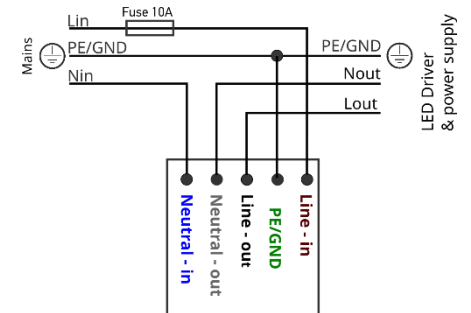 Fuse 10A
Lin
PE/GND
Nin
Mains
PE/GND
Nout
Lout
LED Driver
& power supply
Neutral - in
Neutral - out
Line - out
PE/GND
Line - in